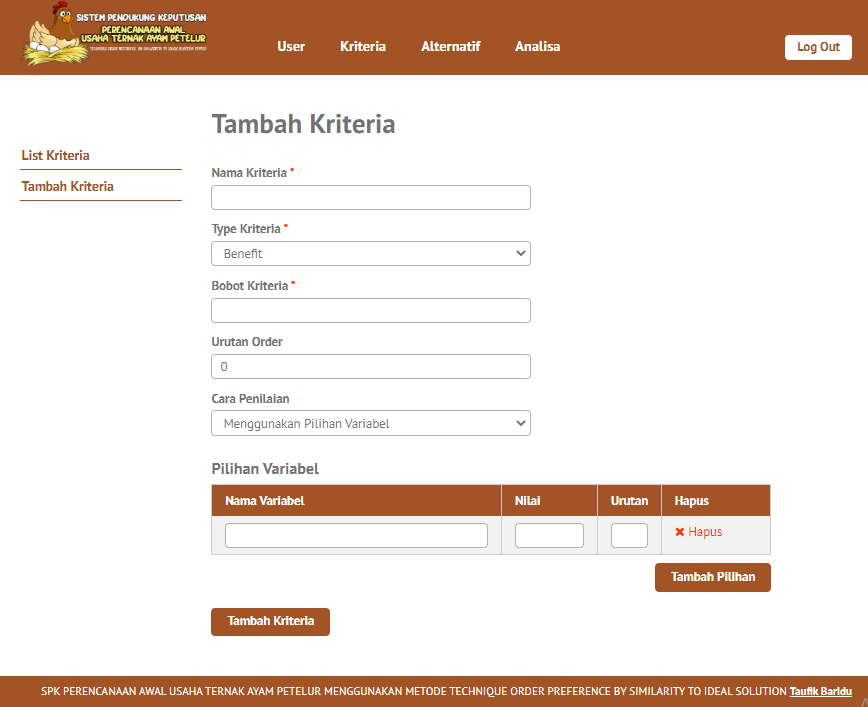 SISTEM PENDUKUNG KEPUTUSAN
PERENCANAAN AWAL
USAHA TERNAK AYAM PETELUR
User
Kriteria
Alternatif
Analisa
Log Out
Tambah Kriteria
List Kriteria
Tambah Kriteria
Nama Kriteria *
Type Kriteria *
Benefit
Bobot Kriteria *
Urutan Order
0
Cara Penilaian
Menggunakan Pilihan Variabel
Pilihan Variabel
Nama Variabel Nilai Urutan Hapus
✖ Hapus
Tambah Pilihan
Tambah Kriteria
SPK PERENCANAAN AWAL USAHA TERNAK AYAM PETELUR MENGGUNAKAN METODE TECHNIQUE ORDER PREFERENCE BY SIMILARITY TO IDEAL SOLUTION Taufik Baridu